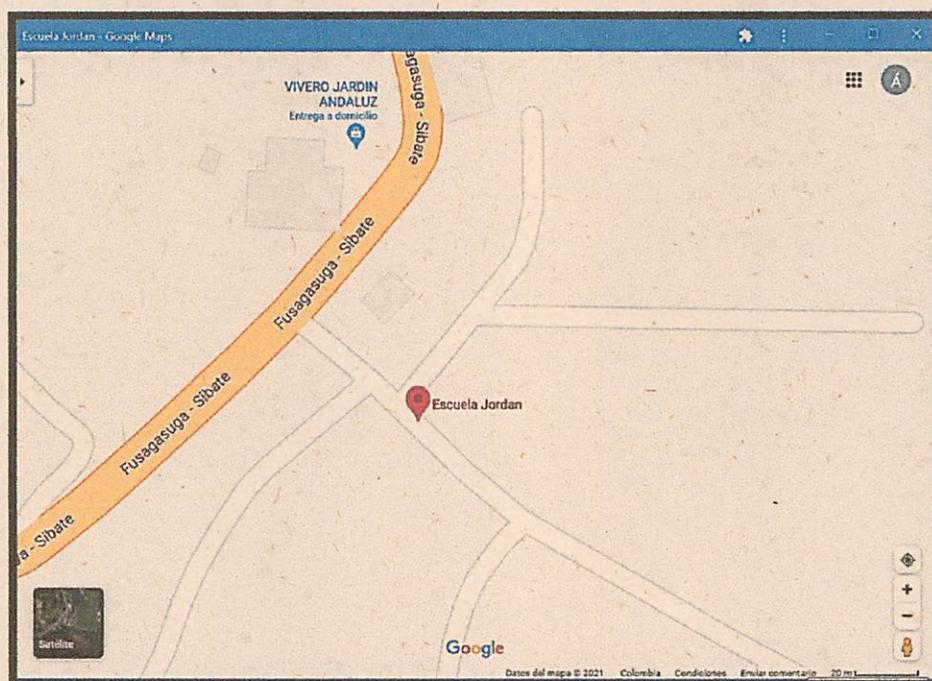 Escuela Jordan - Google Maps
VIVERO JARDIN
ANDALUZ
Entrega a domicilio
agasuga - Sibate
Fusagasuga - Sibate
Fusagasuga - Sibate
va - Sibate
Escuela Jordan
Á
Satélite
Google
+
−
Datos del mapa © 2021 Colombia Condiciones Enviar comentario 20 m